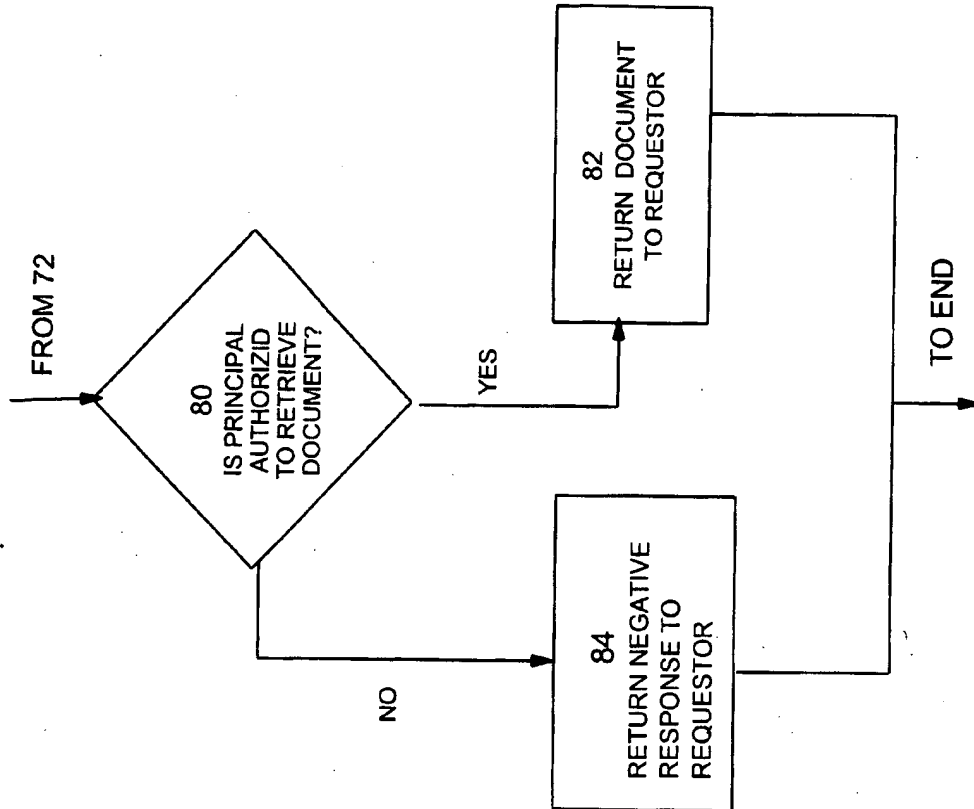 FROM 72
80
IS PRINCIPAL
AUTHORIZID
TO RETRIEVE
DOCUMENT?
NO
YES
84
RETURN NEGATIVE
RESPONSE TO
REQUESTOR
82
RETURN DOCUMENT
TO REQUESTOR
TO END